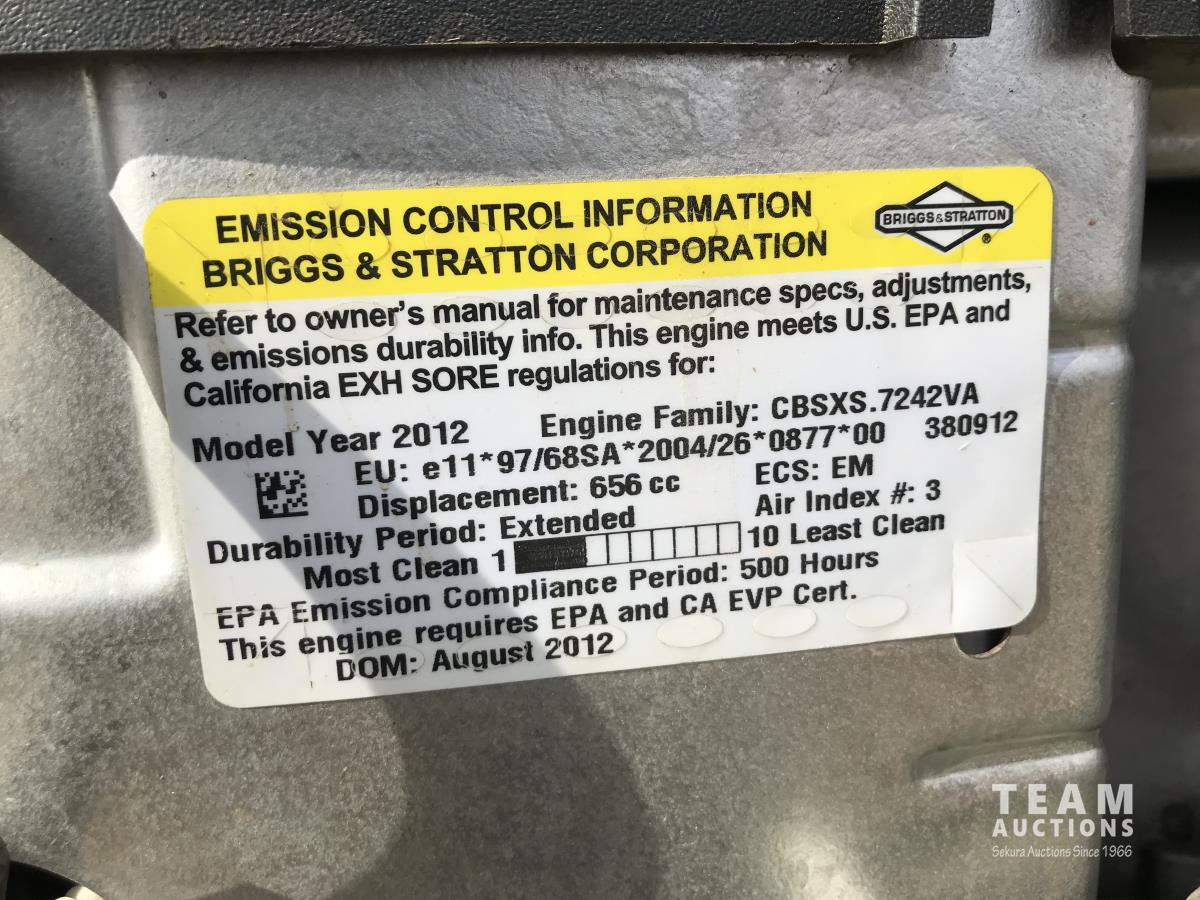 EMISSION CONTROL INFORMATION
BRIGGS & STRATTON CORPORATION
BRIGGS&STRATTON
®
Refer to owner's manual for maintenance specs, adjustments,
& emissions durability info. This engine meets U.S. EPA and
California EXH SORE regulations for:
Model Year 2012 Engine Family: CBSXS.7242VA
EU: e11*97/68SA*2004/26*0877*00 380912
Displacement: 656 cc ECS: EM
Durability Period: Extended Air Index #: 3
Most Clean 1 10 Least Clean
EPA Emission Compliance Period: 500 Hours
This engine requires EPA and CA EVP Cert.
DOM: August 2012
TEAM
AUCTIONS
Sekura Auctions Since 1966